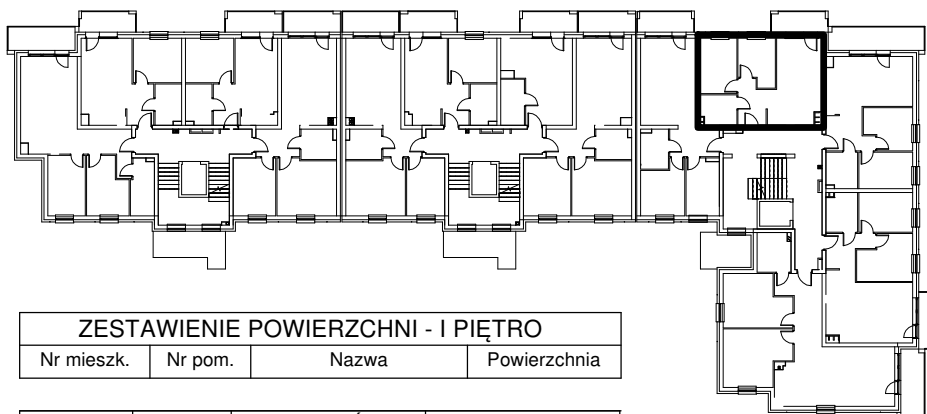 ZESTAWIENIE POWIERZCHNI - I PIĘTRO
Nr mieszk. Nr pom. Nazwa Powierzchnia